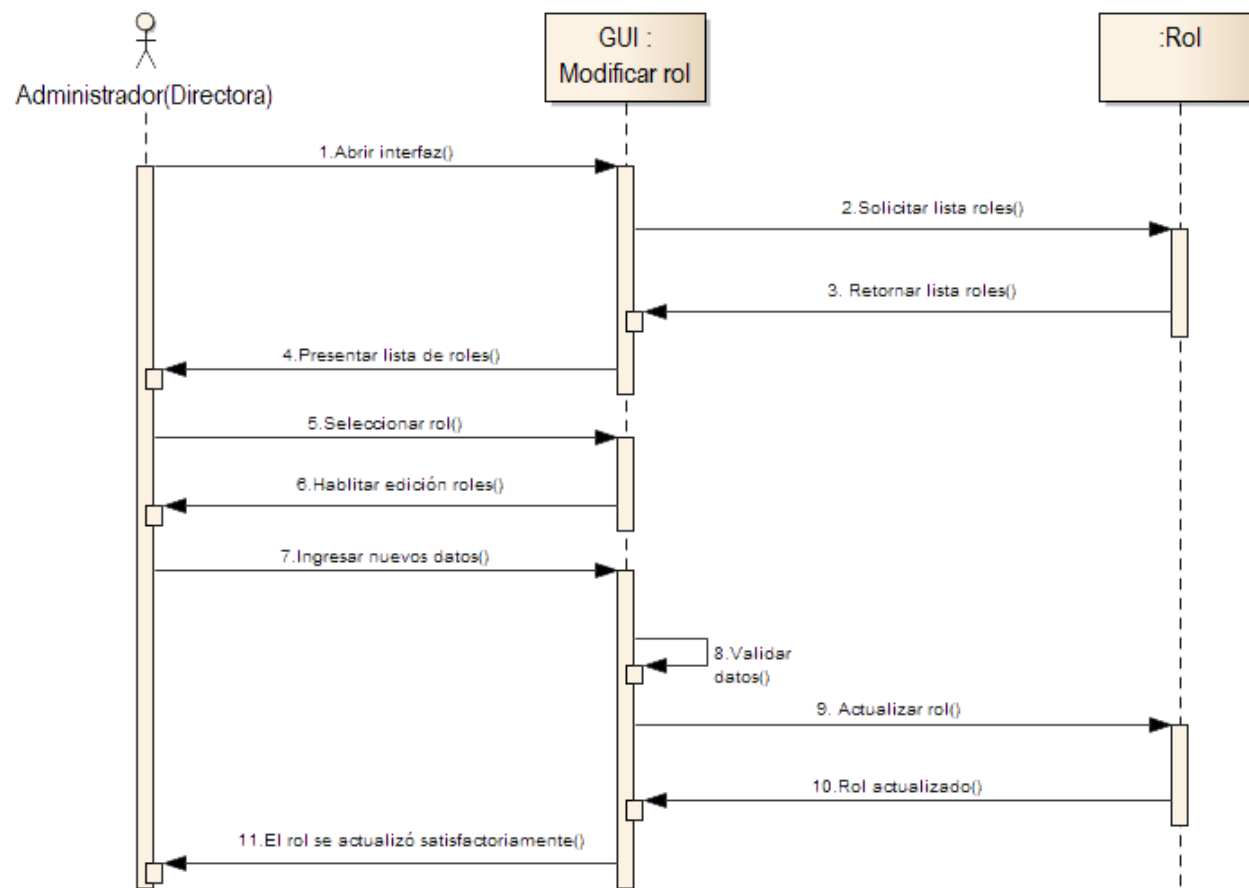 Administrador(Directora)
GUI :
Modificar rol
:Rol
1.Abrir interfaz()
2.Solicitar lista roles()
3. Retornar lista roles()
4.Presentar lista de roles()
5.Seleccionar rol()
6.Hablitar edición roles()
7.Ingresar nuevos datos()
8.Validar
datos()
9. Actualizar rol()
10.Rol actualizado()
11.El rol se actualizó satisfactoriamente()